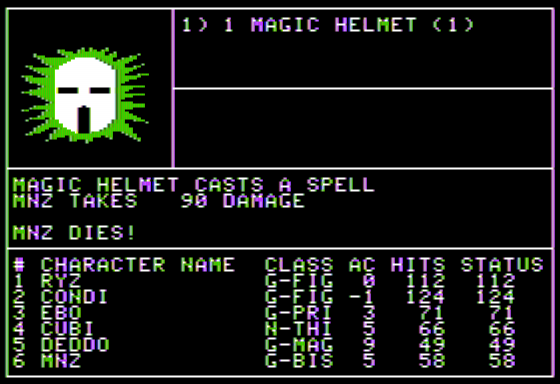 1) 1 MAGIC HELMET (1)
MAGIC HELMET CASTS A SPELL
MNZ TAKES 90 DAMAGE
MNZ DIES!
# CHARACTER NAME CLASS AC HITS STATUS
1 RYZ G-FIG 0 112 112
2 CONDI G-FIG -1 124 124
3 EBO G-PRI 3 71 71
4 CUBI N-THI 5 66 66
5 DEDDO G-MAG 9 49 49
6 MNZ G-BIS 5 58 58